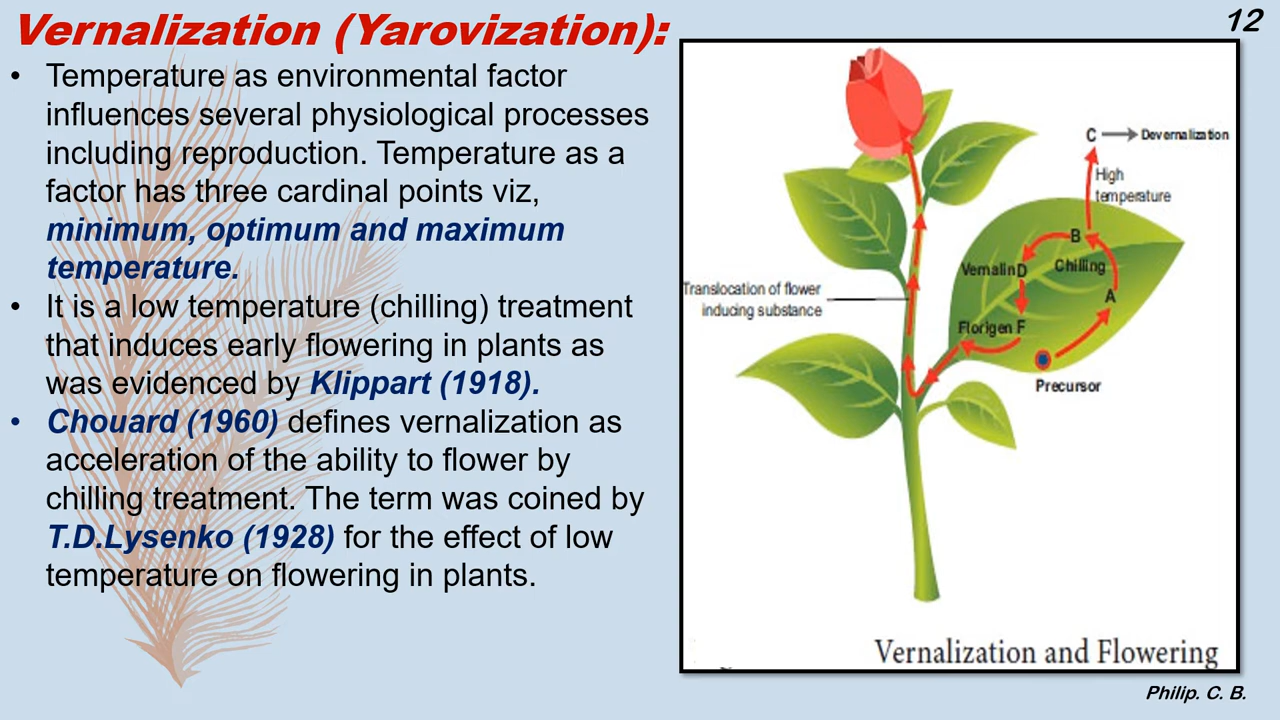 Vernalization (Yarovization):
12
• Temperature as environmental factor
influences several physiological processes
including reproduction. Temperature as a
factor has three cardinal points viz,
minimum, optimum and maximum
temperature.
• It is a low temperature (chilling) treatment
that induces early flowering in plants as
was evidenced by Klippart (1918).
• Chouard (1960) defines vernalization as
acceleration of the ability to flower by
chilling treatment. The term was coined by
T.D.Lysenko (1928) for the effect of low
temperature on flowering in plants.
C
Devernalization
High
temperature
B
Chilling
Vernalin D
A
Translocation of flower
inducing substance
Florigen F
Precursor
Vernalization and Flowering
Philip. C. B.